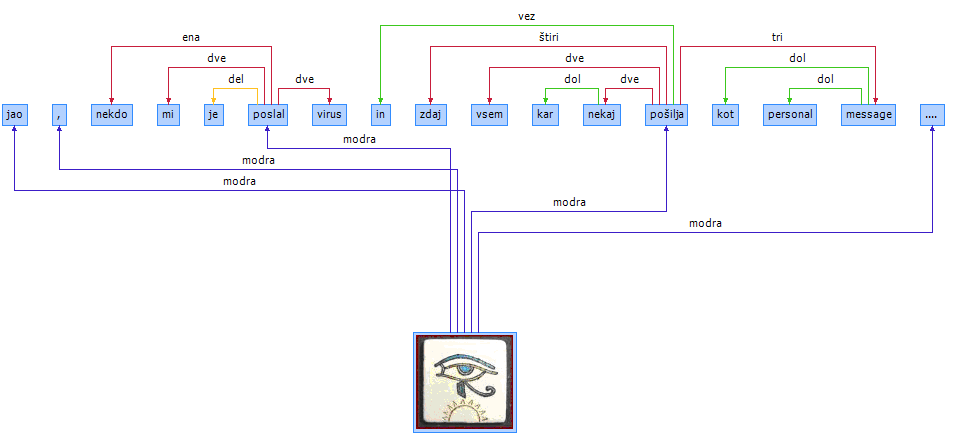 vez
ena štiri tri
dve dve dol
del dve dol dve dol
jao , nekdo mi je poslal virus in zdaj vsem kar nekaj pošilja kot personal message ....
modra
modra
modra
modra
modra